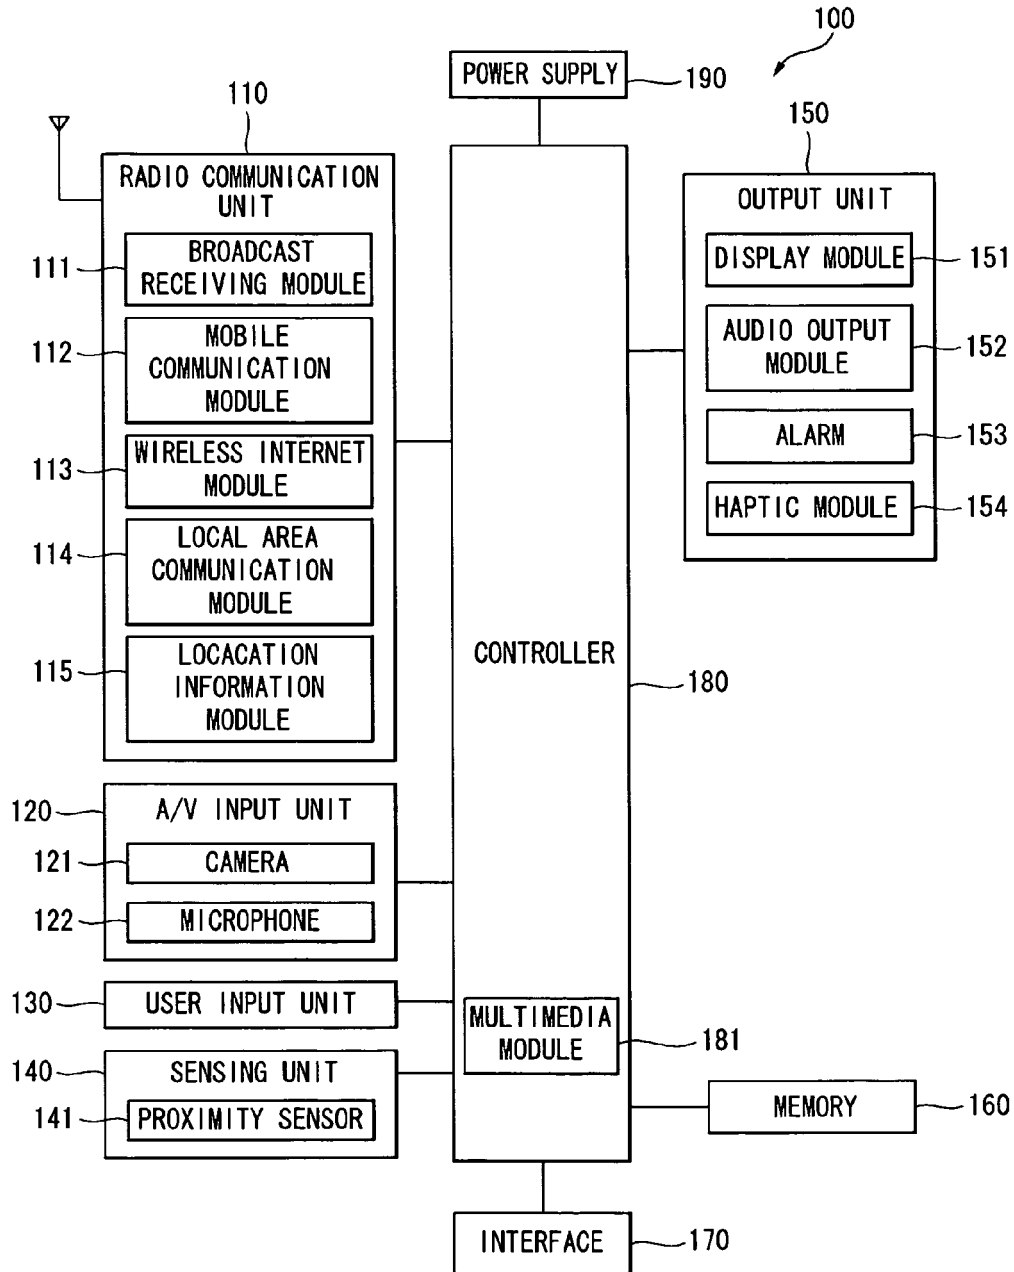 100
POWER SUPPLY
190
110
150
RADIO COMMUNICATION
UNIT
OUTPUT UNIT
BROADCAST
RECEIVING MODULE
111
DISPLAY MODULE
151
MOBILE
COMMUNICATION
MODULE
112
AUDIO OUTPUT
MODULE
152
ALARM
153
WIRELESS INTERNET
MODULE
113
HAPTIC MODULE
154
LOCAL AREA
COMMUNICATION
MODULE
114
LOCACATION
INFORMATION
MODULE
115
CONTROLLER
180
120
A/V INPUT UNIT
121
CAMERA
122
MICROPHONE
130
USER INPUT UNIT
MULTIMEDIA
MODULE
181
140
SENSING UNIT
141
PROXIMITY SENSOR
MEMORY
160
INTERFACE
170